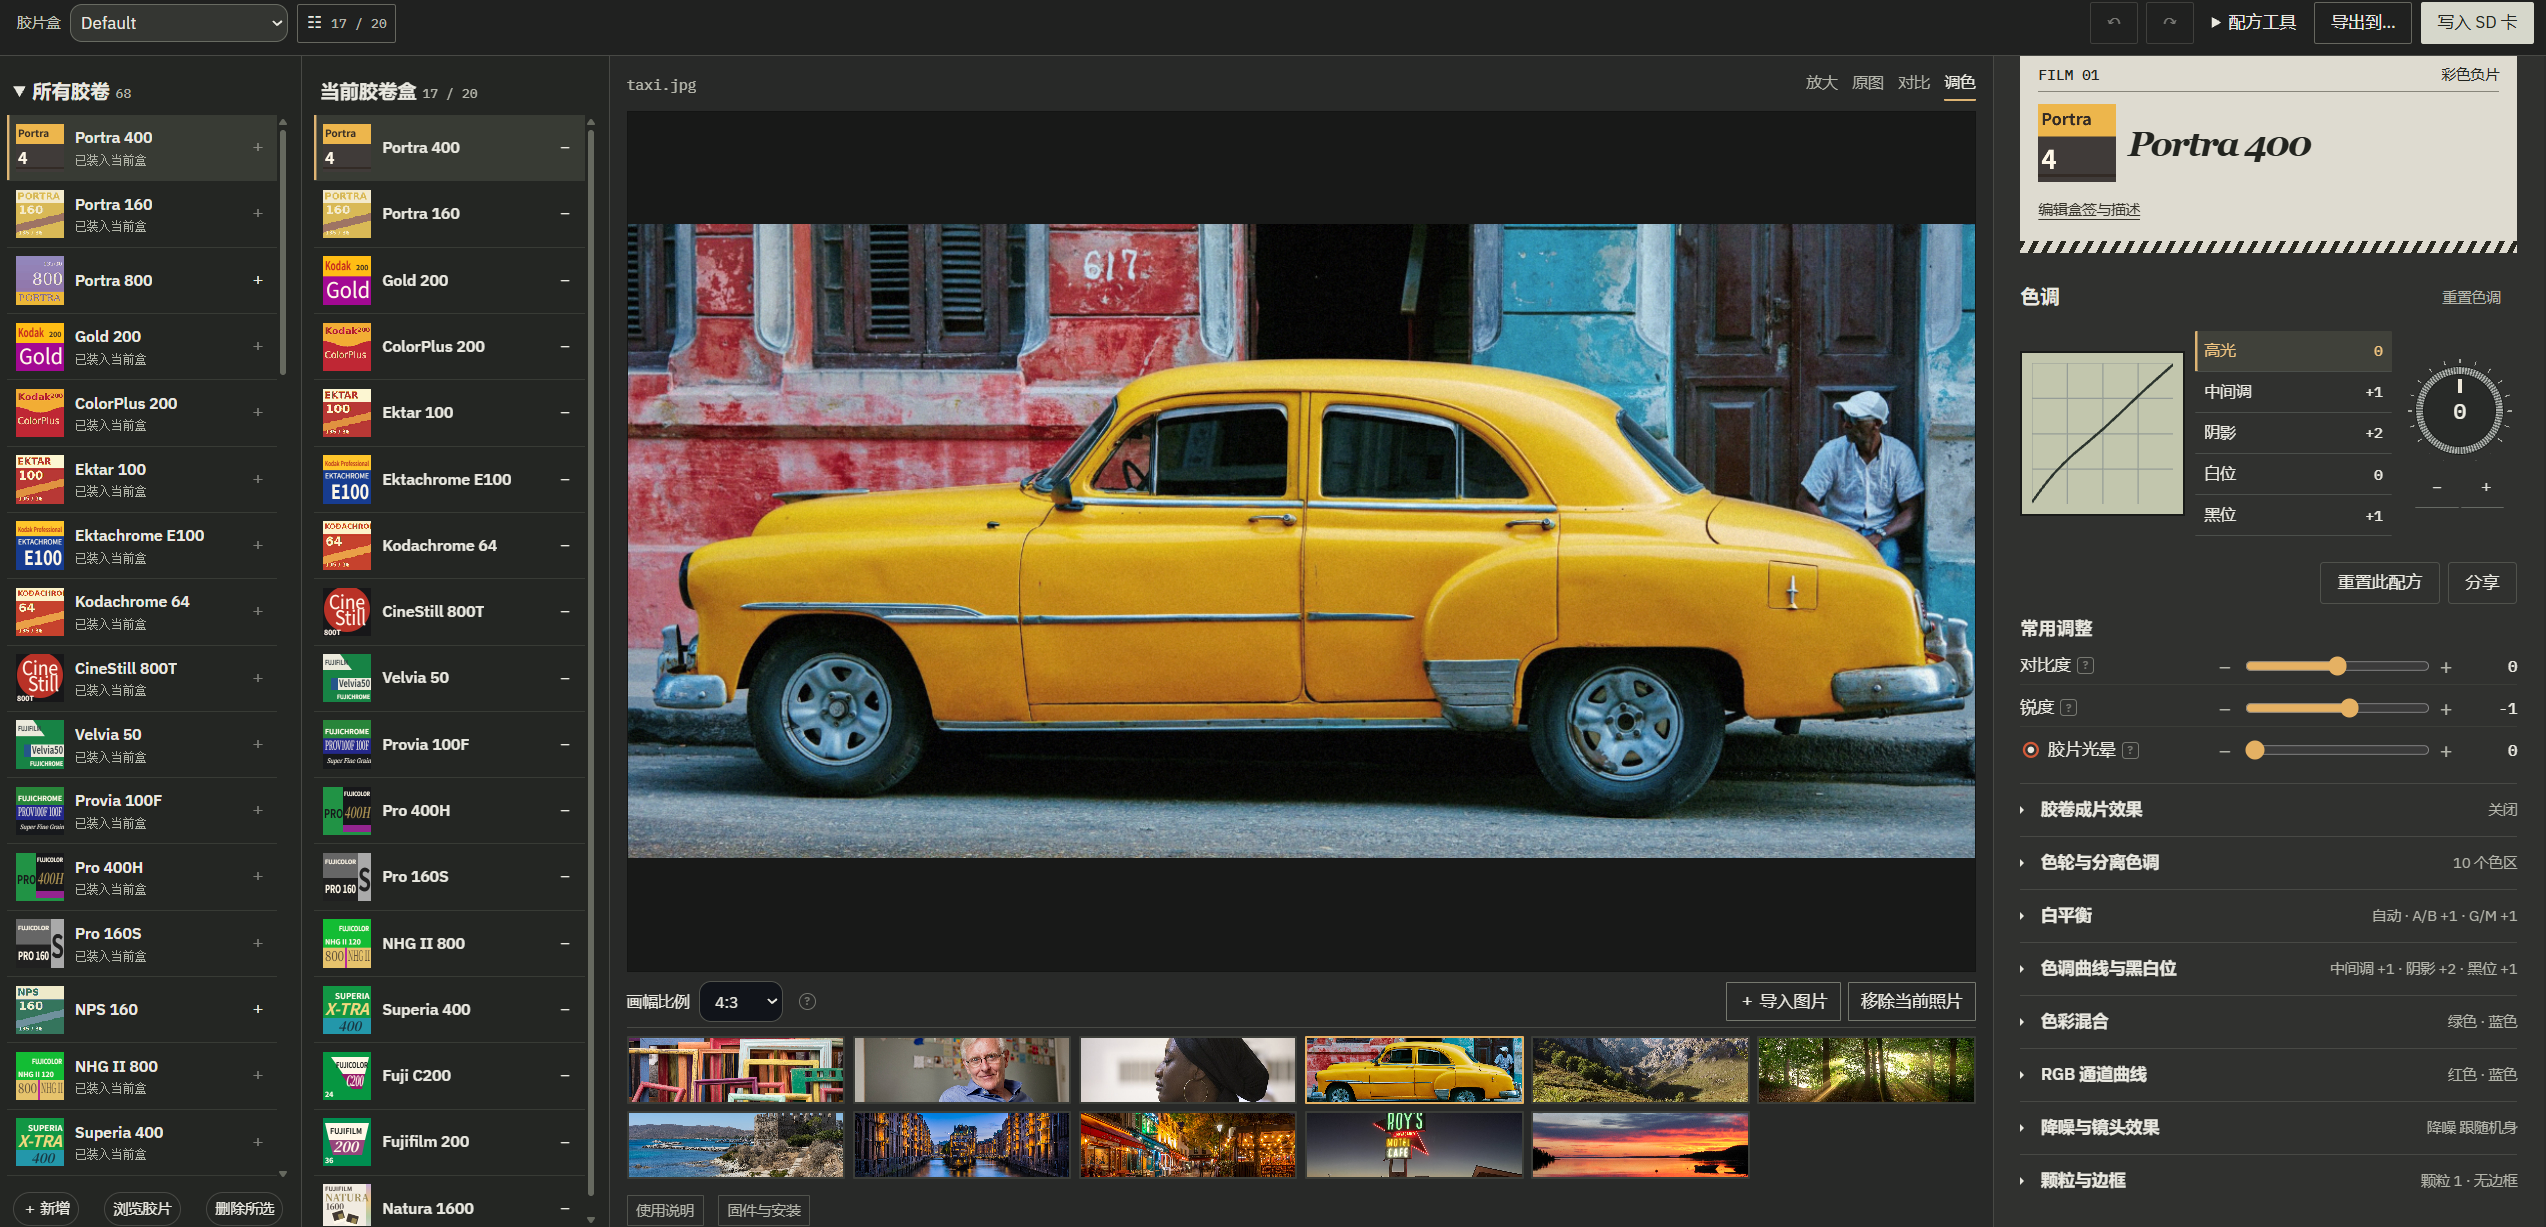 胶片盒 Default 17 / 20 配方工具 导出到... 写入 SD 卡
所有胶卷 68
Portra 400
已装入当前盒
Portra 160
已装入当前盒
Portra 800
Gold 200
已装入当前盒
ColorPlus 200
已装入当前盒
Ektar 100
已装入当前盒
Ektachrome E100
已装入当前盒
Kodachrome 64
已装入当前盒
CineStill 800T
已装入当前盒
Velvia 50
已装入当前盒
Provia 100F
已装入当前盒
Pro 400H
已装入当前盒
Pro 160S
已装入当前盒
NPS 160
NHG II 800
已装入当前盒
Superia 400
已装入当前盒
+ 新增 浏览胶片 删除所选
当前胶卷盒 17 / 20
Portra 400
Portra 160
Gold 200
ColorPlus 200
Ektar 100
Ektachrome E100
Kodachrome 64
CineStill 800T
Velvia 50
Provia 100F
Pro 400H
Pro 160S
NHG II 800
Superia 400
Fuji C200
Fujifilm 200
Natura 1600
taxi.jpg 放大 原图 对比 调色
617
画幅比例 4:3 ? + 导入图片 移除当前照片
ROY'S
MOTEL
CAFE
使用说明 固件与安装
FILM 01 彩色负片
Portra
4
Portra 400
编辑盒签与描述
色调 重置色调
高光 0
中间调 +1
阴影 +2
白位 0
黑位 +1
0
− +
重置此配方 分享
常用调整
对比度 ? − + 0
锐度 ? − + -1
胶片光晕 ? − + 0
胶卷成片效果 关闭
色轮与分离色调 10 个色区
白平衡 自动 · A/B +1 · G/M +1
色调曲线与黑白位 中间调 +1 · 阴影 +2 · 黑位 +1
色彩混合 绿色 · 蓝色
RGB 通道曲线 红色 · 蓝色
降噪与镜头效果 降噪 跟随机身
颗粒与边框 颗粒 1 · 无边框